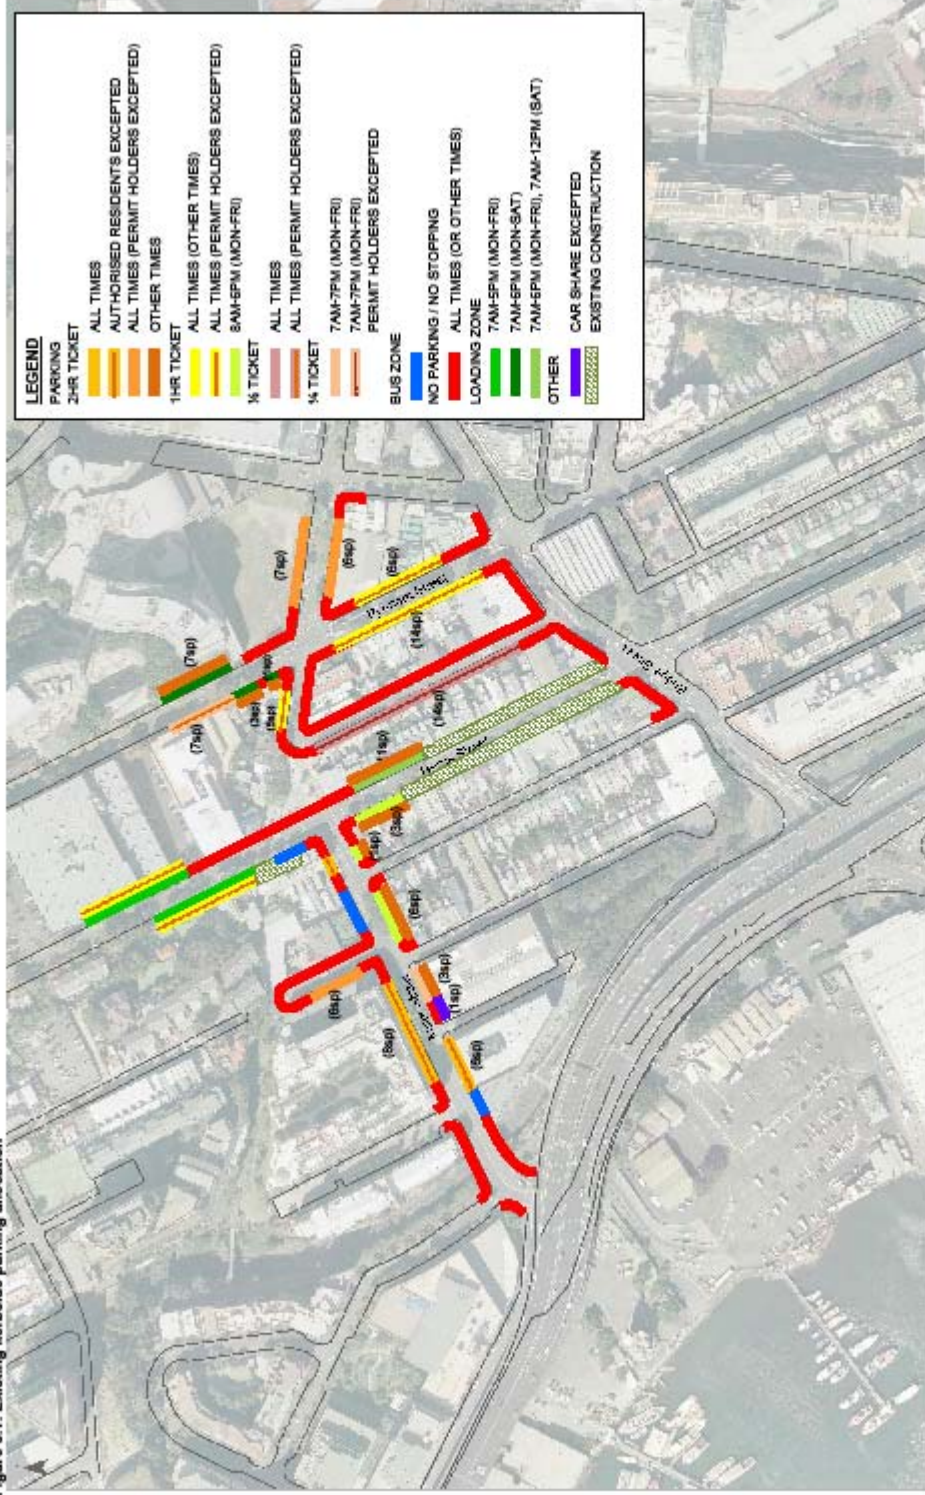 LEGEND
PARKING
2HR TICKET
ALL TIMES
AUTHORISED RESIDENTS EXCEPTED
ALL TIMES (PERMIT HOLDERS EXCEPTED)
OTHER TIMES
1HR TICKET
ALL TIMES (OTHER TIMES)
ALL TIMES (PERMIT HOLDERS EXCEPTED)
8AM-6PM (MON-FRI)
½ TICKET
ALL TIMES
ALL TIMES (PERMIT HOLDERS EXCEPTED)
¼ TICKET
7AM-7PM (MON-FRI)
7AM-7PM (MON-FRI)
PERMIT HOLDERS EXCEPTED
BUS ZONE
NO PARKING / NO STOPPING
ALL TIMES (OR OTHER TIMES)
LOADING ZONE
7AM-5PM (MON-FRI)
7AM-6PM (MON-SAT)
7AM-6PM (MON-FRI), 7AM-12PM (SAT)
OTHER
CAR SHARE EXCEPTED
EXISTING CONSTRUCTION
(7sp)
(6sp)
(6sp)
(14sp)
(7sp)
(7sp)
(3sp)
(14sp)
(3sp)
(6sp)
(3sp)
(1sp)
(6sp)
(8sp)